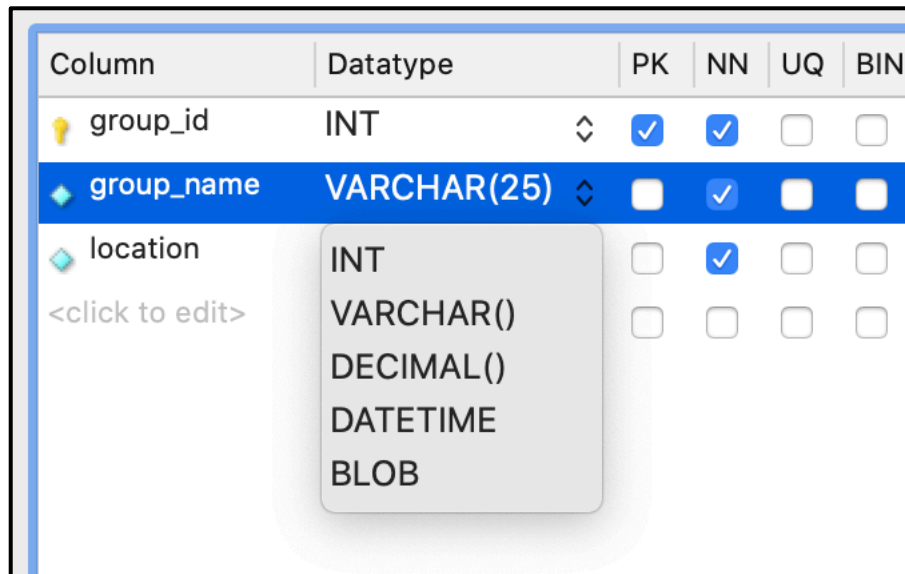 Column Datatype PK NN UQ BIN
group_id INT
group_name VARCHAR(25)
location
<click to edit>
INT
VARCHAR()
DECIMAL()
DATETIME
BLOB